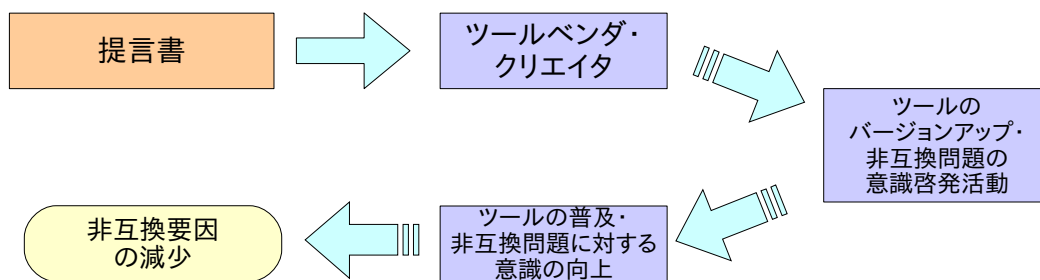 提言書
ツールベンダ・
クリエイタ
ツールの
バージョンアップ・
非互換問題の
意識啓発活動
ツールの普及・
非互換問題に対する
意識の向上
非互換要因
の減少